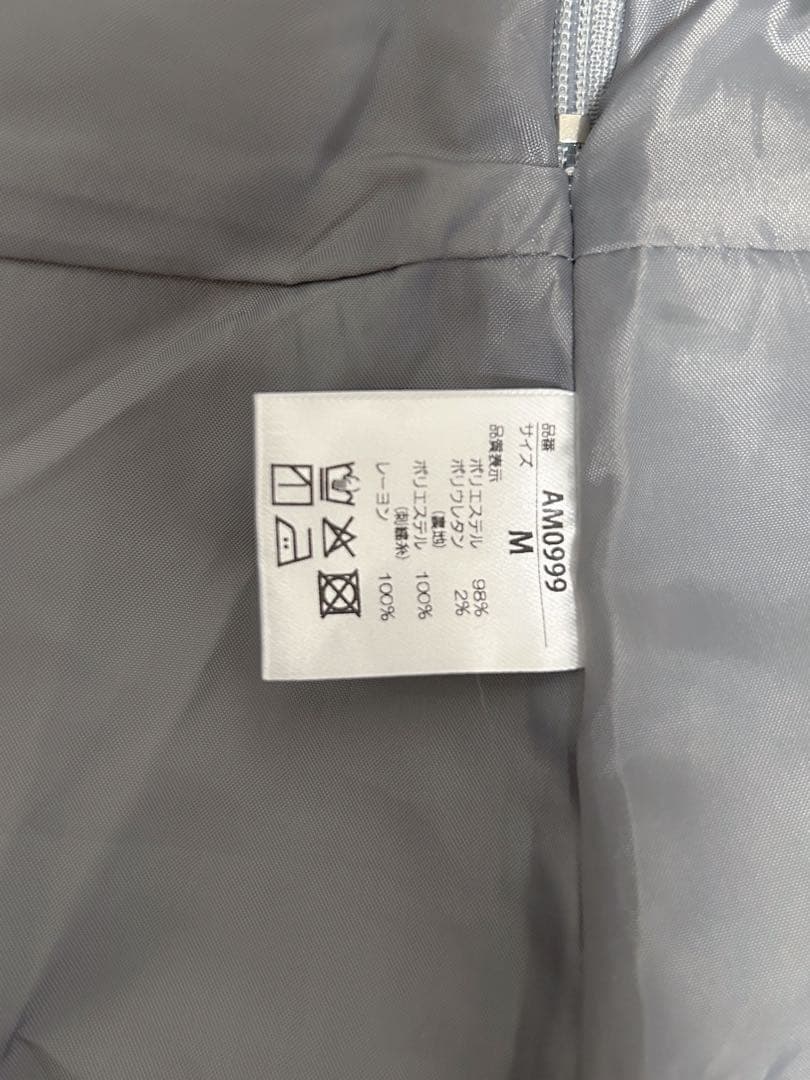 品番 AM0999
サイズ M
品質表示
ポリエステル 98%
ポリウレタン 2%
(裏地)
ポリエステル 100%
(刺繍糸)
レーヨン 100%